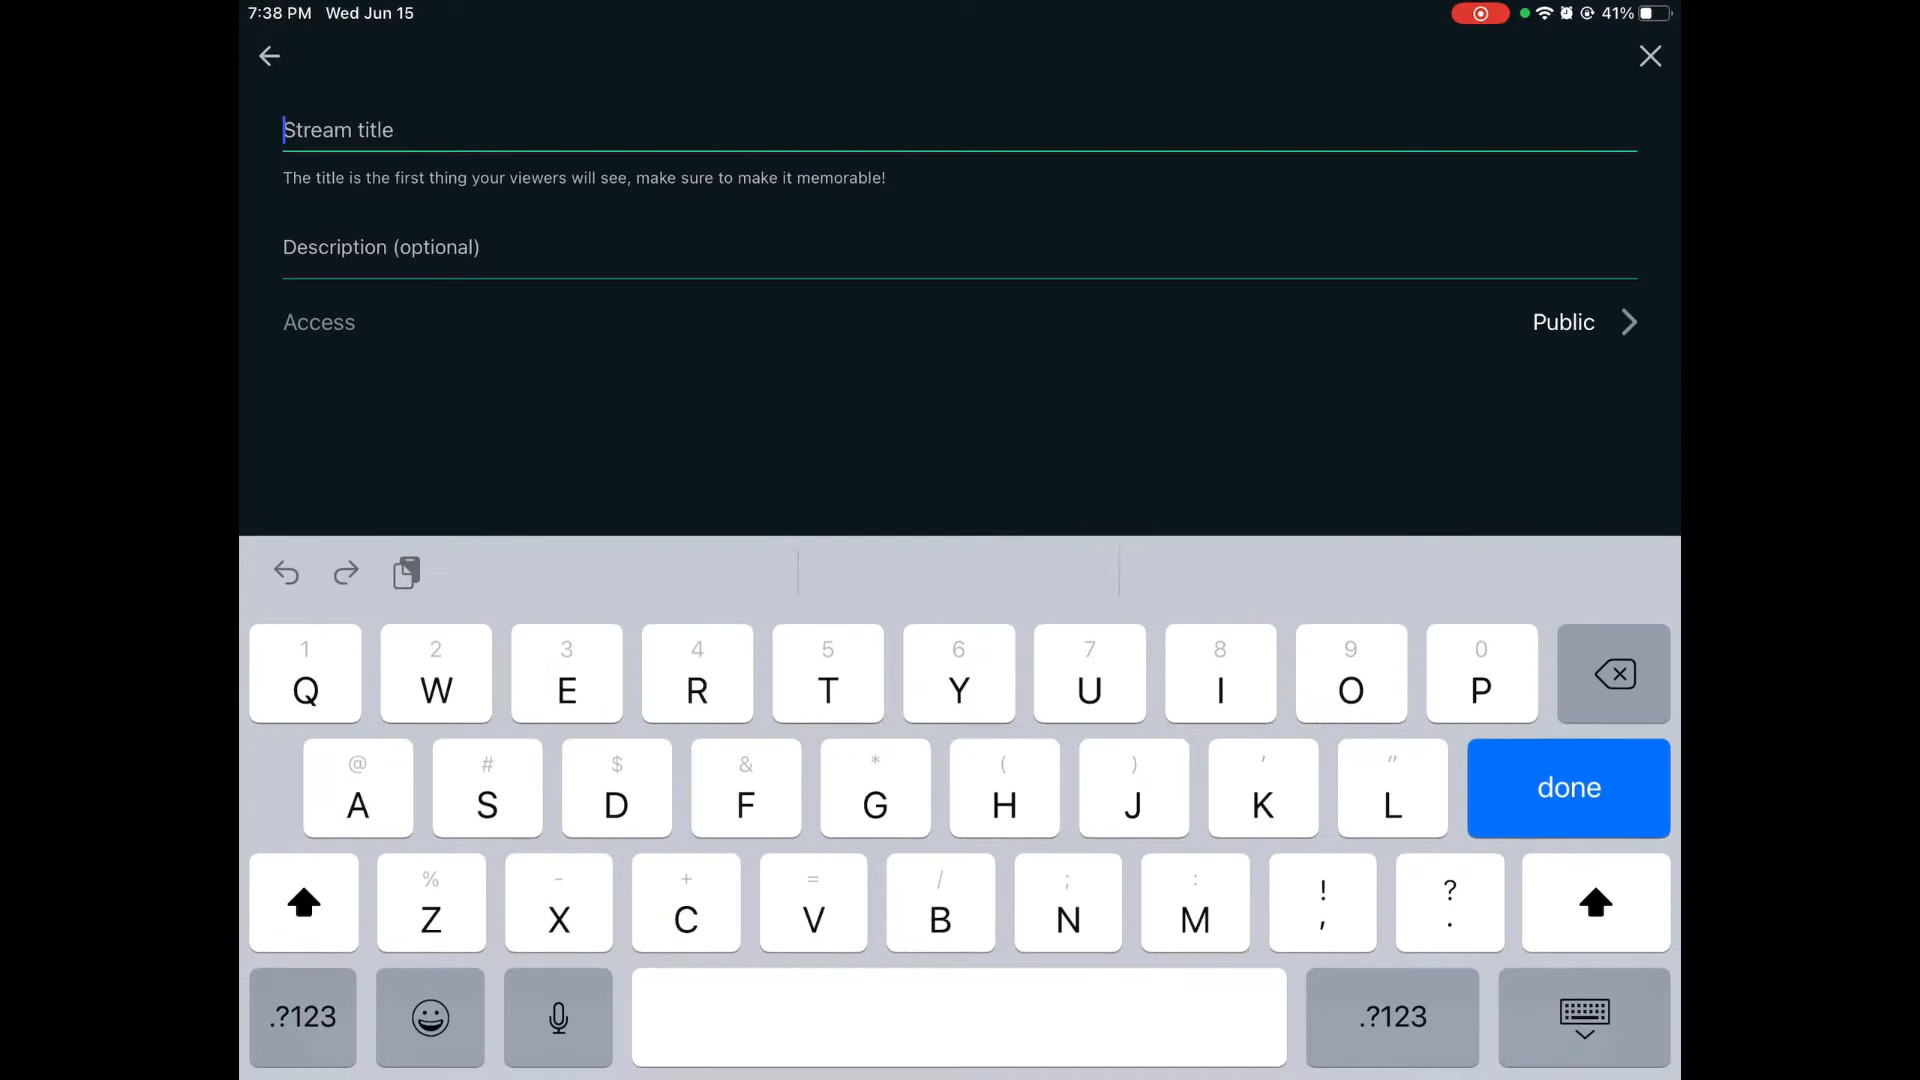 7:38 PM Wed Jun 15
41%
Stream title
The title is the first thing your viewers will see, make sure to make it memorable!
Description (optional)
Access
Public
1 2 3 4 5 6 7 8 9 0
Q W E R T Y U I O P
@ # $ & * ( ) ' "
A S D F G H J K L done
% - + = / ; : ! ?
Z X C V B N M , .
.?123 .?123